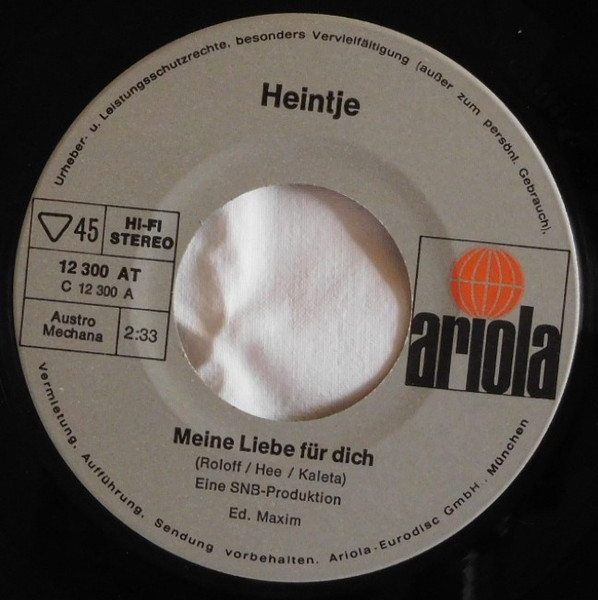 Urheber- u. Leistungsschutzrechte, besonders Vervielfältigung (außer zum persönl. Gebrauch),
Heintje
45
HI-FI
STEREO
12 300 AT
C 12 300 A
Austro
Mechana
2:33
ariola
Meine Liebe für dich
(Roloff / Hee / Kaleta)
Eine SNB-Produktion
Ed. Maxim
Vermietung, Aufführung, Sendung vorbehalten. Ariola-Eurodisc GmbH., München